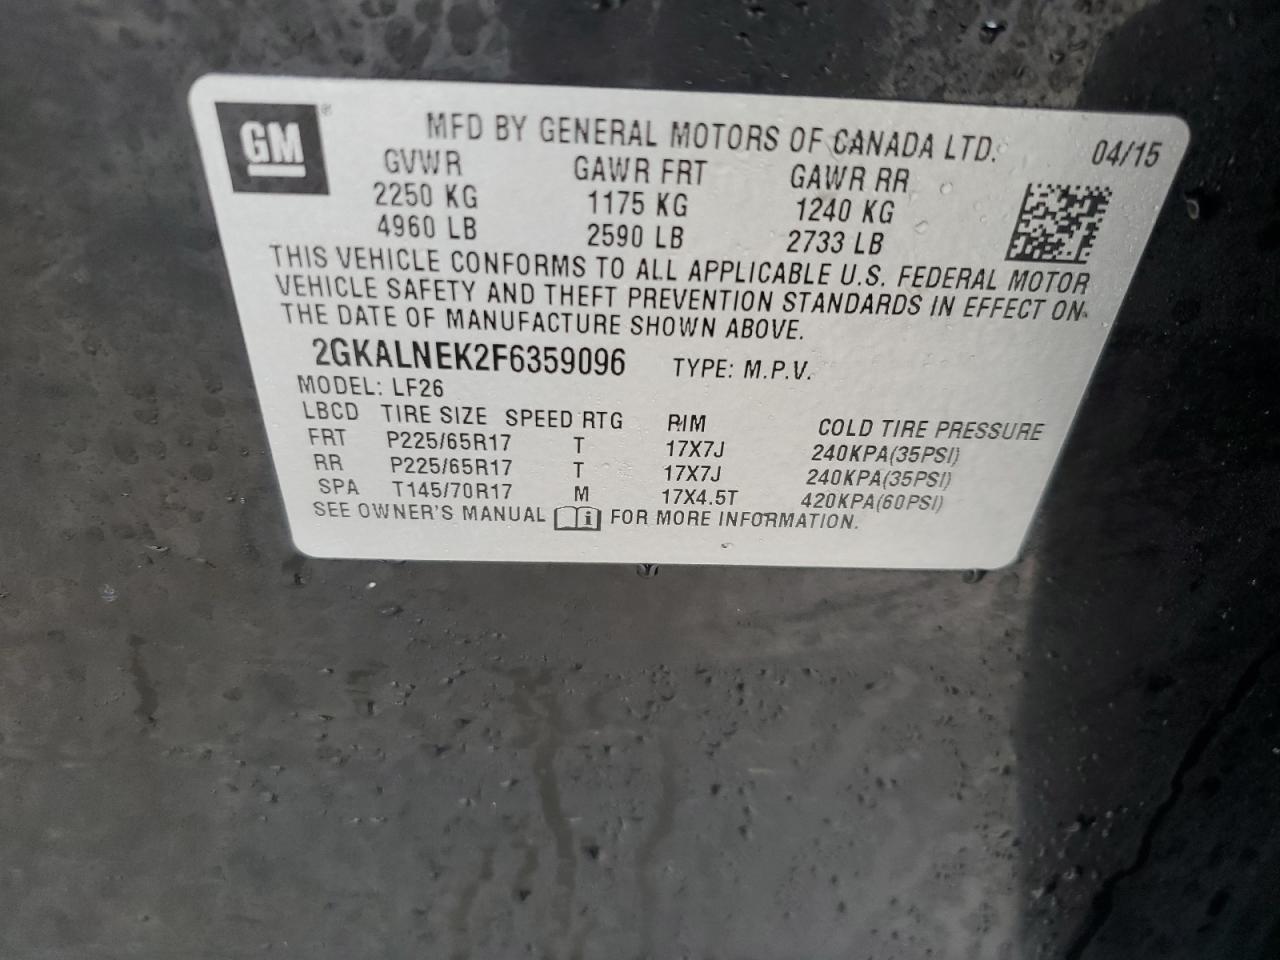 GM ® MFD BY GENERAL MOTORS OF CANADA LTD. 04/15
GVWR GAWR FRT GAWR RR
2250 KG 1175 KG 1240 KG
4960 LB 2590 LB 2733 LB
THIS VEHICLE CONFORMS TO ALL APPLICABLE U.S. FEDERAL MOTOR
VEHICLE SAFETY AND THEFT PREVENTION STANDARDS IN EFFECT ON
THE DATE OF MANUFACTURE SHOWN ABOVE.
2GKALNEK2F6359096 TYPE: M.P.V.
MODEL: LF26
LBCD TIRE SIZE SPEED RTG RIM COLD TIRE PRESSURE
FRT P225/65R17 T 17X7J 240KPA(35PSI)
RR P225/65R17 T 17X7J 240KPA(35PSI)
SPA T145/70R17 M 17X4.5T 420KPA(60PSI)
SEE OWNER'S MANUAL i FOR MORE INFORMATION.